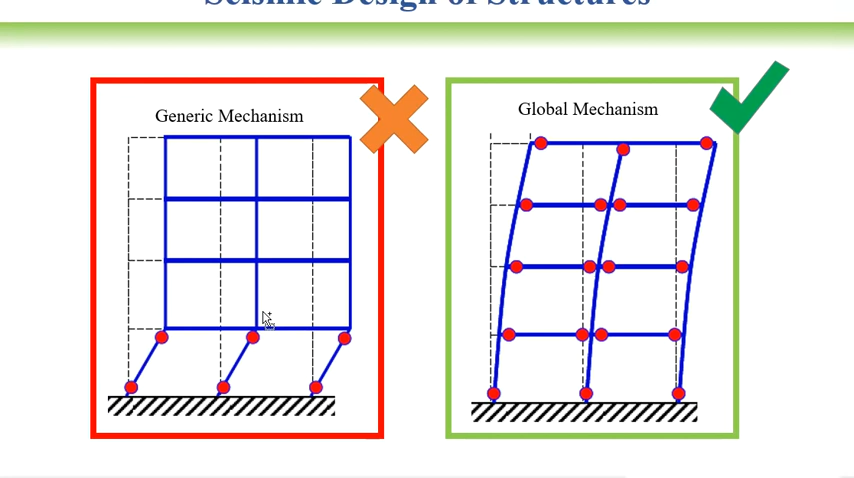 Seismic Design of Structures
Generic Mechanism
Global Mechanism